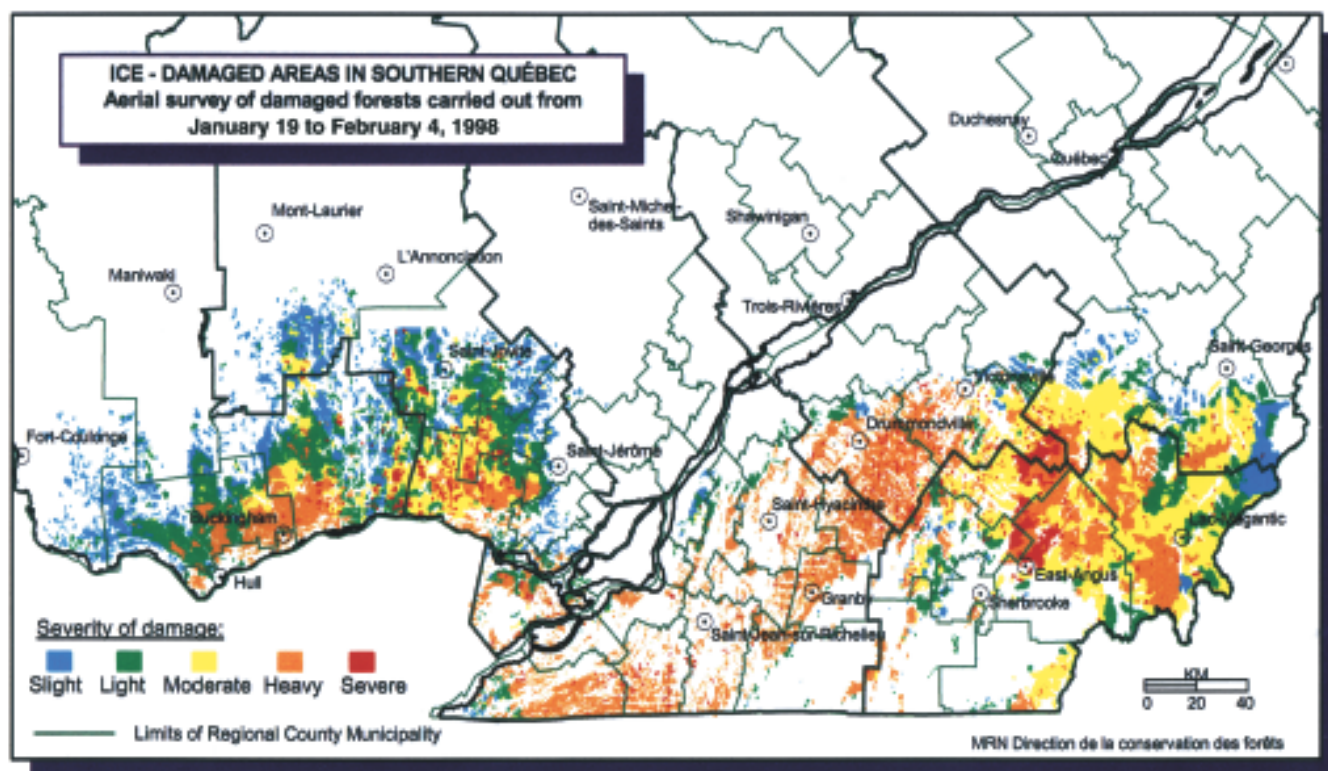 ICE - DAMAGED AREAS IN SOUTHERN QUÉBEC
Aerial survey of damaged forests carried out from
January 19 to February 4, 1998
Duchesnay
Québec
Mont-Laurier
Saint-Miche-
des-Saints
Shawinigan
L'Annonciation
Maniwaki
Trois-Rivières
Saint-Jovite
Saint-Georges
Fort-Coulonge
Drummondville
Saint-Jérôme
Saint-Hyacinthe
Buckingham
Lac-Mégantic
Hull
East-Angus
Granby
Sherbrooke
Saint-Jean-sur-Richelieu
Severity of damage:
Slight Light Moderate Heavy Severe
KM
0 20 40
Limits of Regional County Municipality
MRN Direction de la conservation des forêts